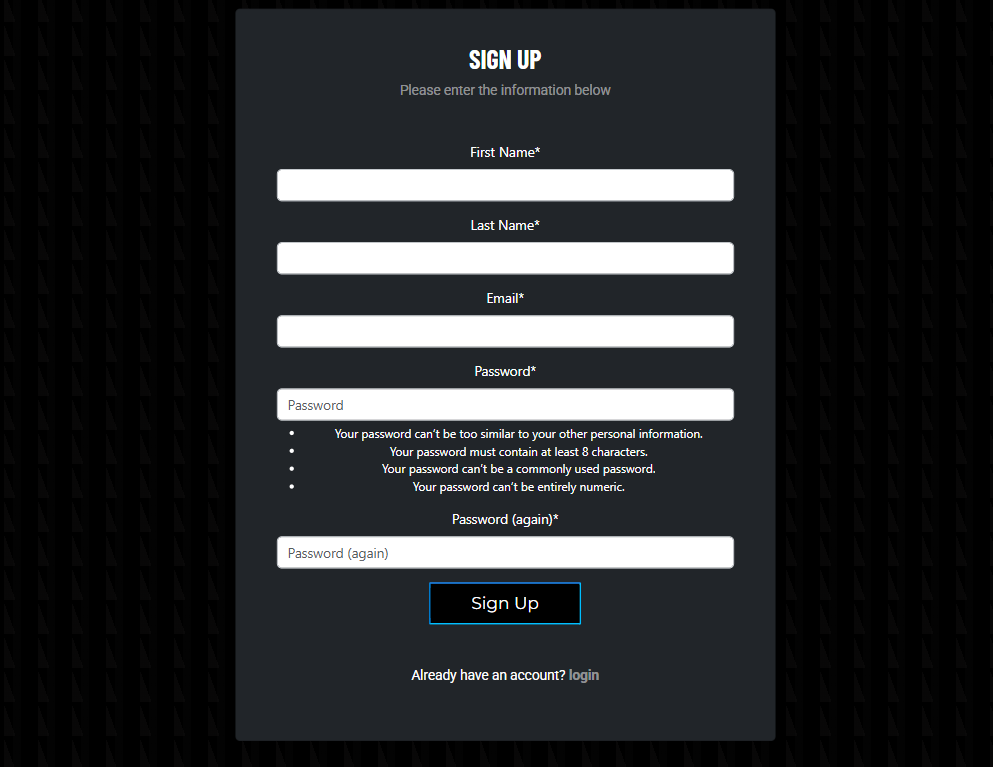 SIGN UP
Please enter the information below
First Name*
Last Name*
Email*
Password*
Password
• Your password can’t be too similar to your other personal information.
• Your password must contain at least 8 characters.
• Your password can’t be a commonly used password.
• Your password can’t be entirely numeric.
Password (again)*
Password (again)
Sign Up
Already have an account? login